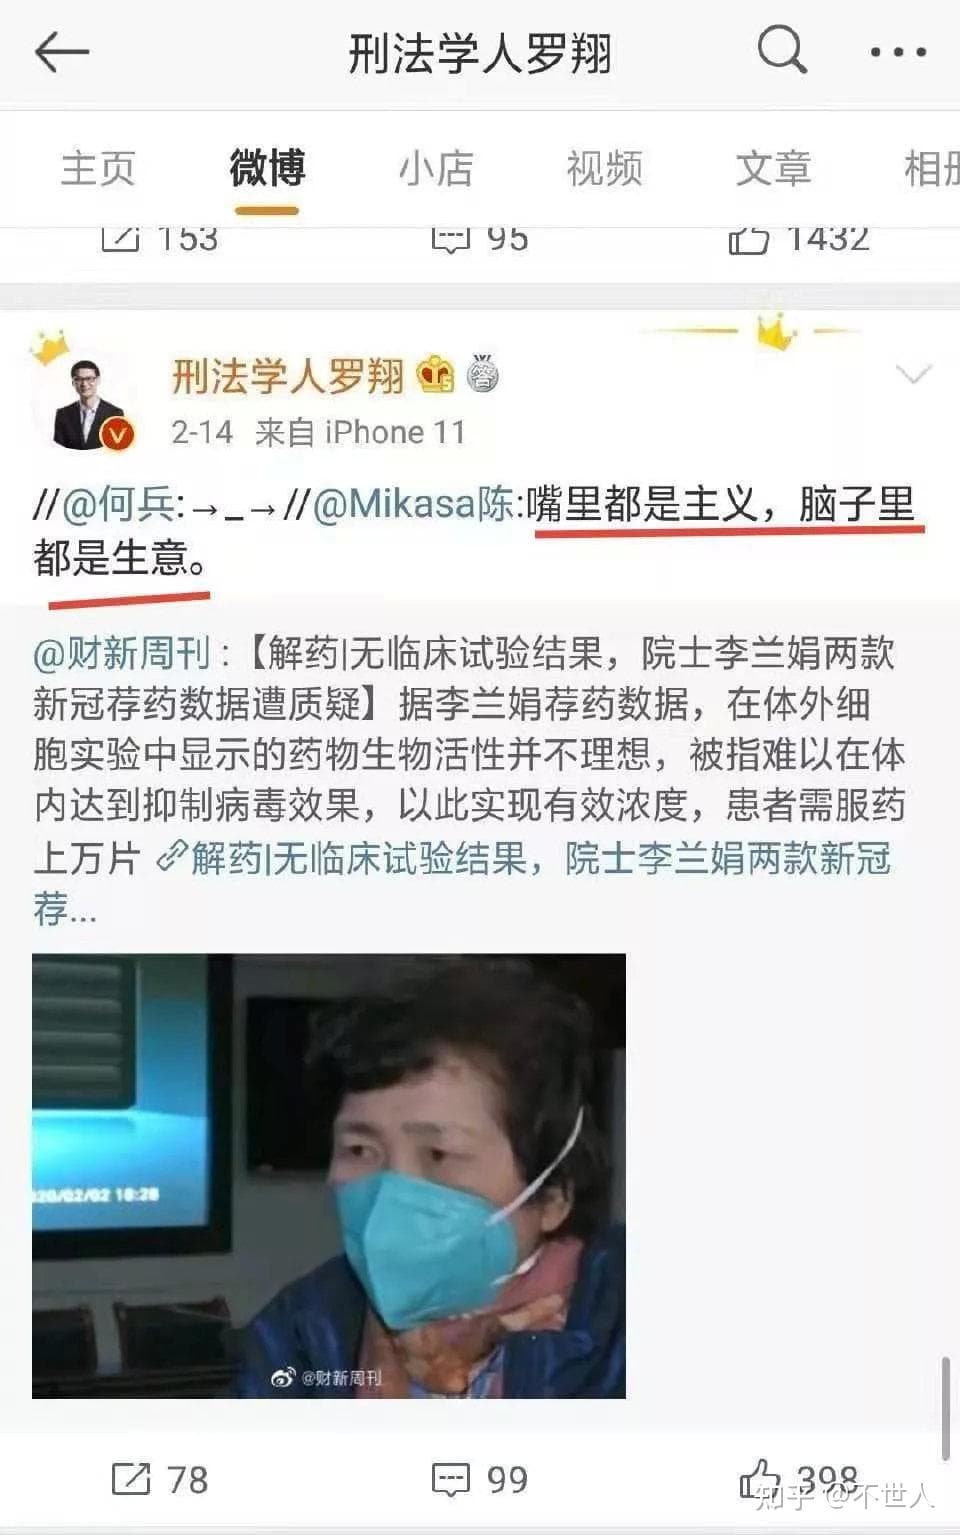 刑法学人罗翔
主页 微博 小店 视频 文章 相册
153 95 1432
刑法学人罗翔
2-14 来自 iPhone 11
//@何兵:→_→//@Mikasa陈:嘴里都是主义，脑子里
都是生意。
@财新周刊：【解药|无临床试验结果，院士李兰娟两款
新冠荐药数据遭质疑】据李兰娟荐药数据，在体外细
胞实验中显示的药物生物活性并不理想，被指难以在体
内达到抑制病毒效果，以此实现有效浓度，患者需服药
上万片 解药|无临床试验结果，院士李兰娟两款新冠
荐...
020/02/02 18:28
@财新周刊
78 99 398
知乎 @不世人